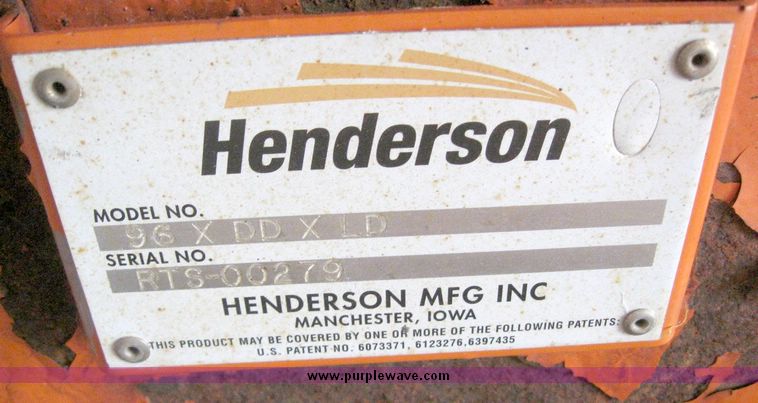 Henderson
MODEL NO.
96 X DD X LD
SERIAL NO.
RTS-00279
HENDERSON MFG INC
MANCHESTER, IOWA
THIS PRODUCT MAY BE COVERED BY ONE OR MORE OF THE FOLLOWING PATENTS:
U.S. PATENT NO. 6073371, 6123276,6397435
www.purplewave.com